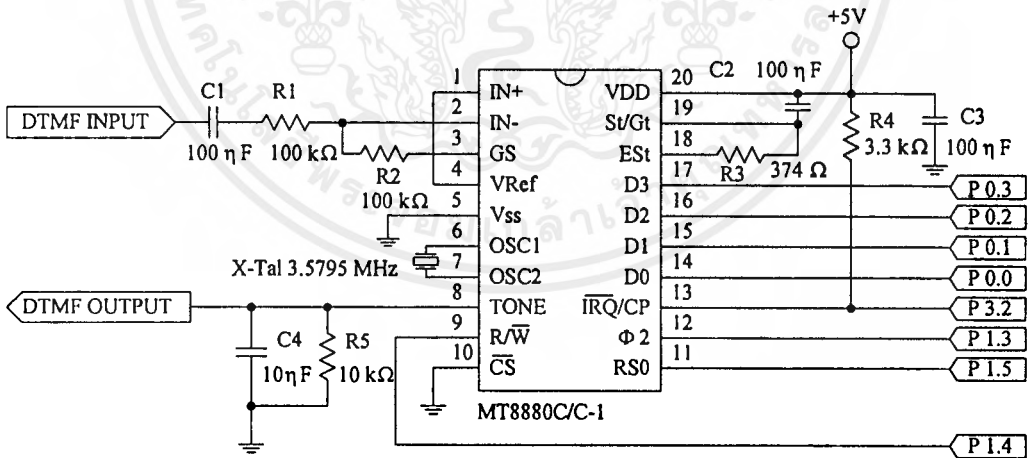 +5V
C1
100 ηF
R1
100 kΩ
DTMF INPUT
R2
100 kΩ
X-Tal 3.5795 MHz
DTMF OUTPUT
C4
10ηF
R5
10 kΩ
1 IN+
2 IN-
3 GS
4 VRef
5 Vss
6 OSC1
7 OSC2
8 TONE
9 R/W̅
10 C̅S̅
20 VDD
19 St/Gt
18 ESt
17 D3
16 D2
15 D1
14 D0
13 I̅R̅Q̅/CP
12 Φ 2
11 RS0
MT8880C/C-1
C2 100 ηF
R3 374 Ω
R4
3.3 kΩ
C3
100 ηF
P 0.3
P 0.2
P 0.1
P 0.0
P 3.2
P 1.3
P 1.5
P 1.4